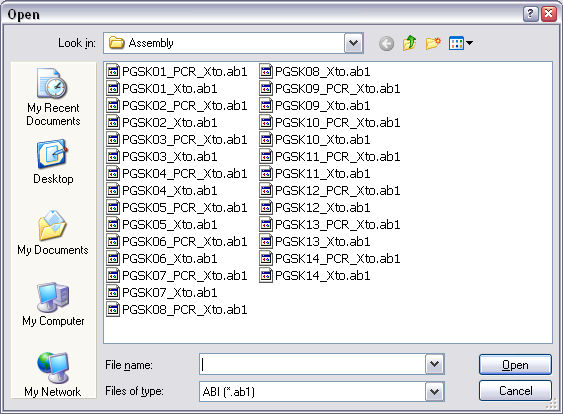 Open
Look in: Assembly
My Recent
Documents
Desktop
My Documents
My Computer
My Network
PGSK01_PCR_Xto.ab1
PGSK01_Xto.ab1
PGSK02_PCR_Xto.ab1
PGSK02_Xto.ab1
PGSK03_PCR_Xto.ab1
PGSK03_Xto.ab1
PGSK04_PCR_Xto.ab1
PGSK04_Xto.ab1
PGSK05_PCR_Xto.ab1
PGSK05_Xto.ab1
PGSK06_PCR_Xto.ab1
PGSK06_Xto.ab1
PGSK07_PCR_Xto.ab1
PGSK07_Xto.ab1
PGSK08_PCR_Xto.ab1
PGSK08_Xto.ab1
PGSK09_PCR_Xto.ab1
PGSK09_Xto.ab1
PGSK10_PCR_Xto.ab1
PGSK10_Xto.ab1
PGSK11_PCR_Xto.ab1
PGSK11_Xto.ab1
PGSK12_PCR_Xto.ab1
PGSK12_Xto.ab1
PGSK13_PCR_Xto.ab1
PGSK13_Xto.ab1
PGSK14_PCR_Xto.ab1
PGSK14_Xto.ab1
File name:
Open
Files of type: ABI (*.ab1)
Cancel